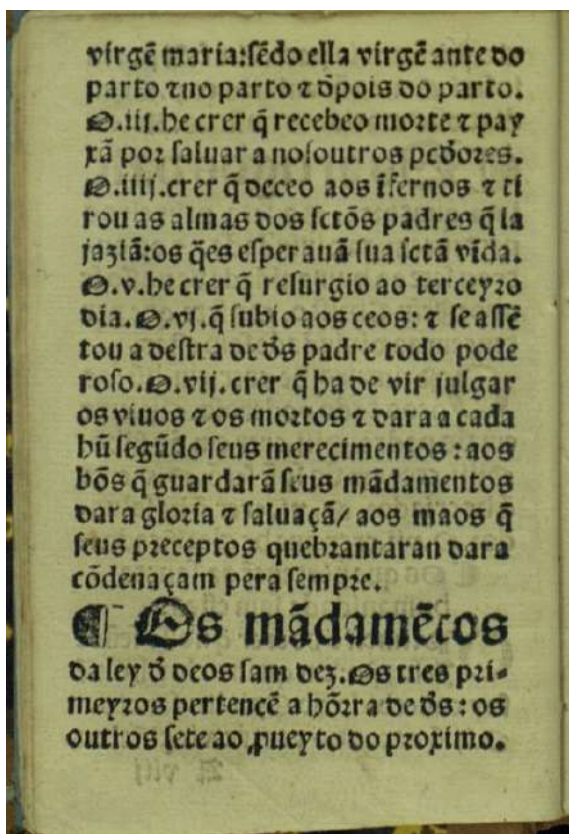 virgẽ maria:sẽdo ella virgẽ ante do
parto ⁊no parto ⁊ d̃pois do parto.
O.iij.he crer q̃ recebeo morte ⁊ pay
xã por saluar a nosoutros pcd̃ores.
O.iiij.crer q̃ deceo aos ĩfernos ⁊ ti
rou as almas dos sctõs padres q̃ la
jaziã:os q̃es esperauã sua sctã vĩda.
O.v.he crer q̃ resurgio ao terceyro
dia.O.vj.q̃ subio aos ceos: ⁊ se assẽ
tou a destra de d̃s padre todo pode
roso.O.vij.crer q̃ ha de vir julgar
os viuos ⁊ os mortos ⁊ dara a cada
hũ segũdo seus merecimentos : aos
bõs q̃ guardarã seus mãdamentos
dara gloria ⁊ saluaçã/ aos maos q̃
seus preceptos quebrantaran dara
cõdenaçam pera sempre.
¶ Os mãdamẽtos
da ley d̃ deos sam dez.Os tres pri-
meyros pertencẽ a hõrra de d̃s : os
outros sete ao ꝓueyto do proximo.